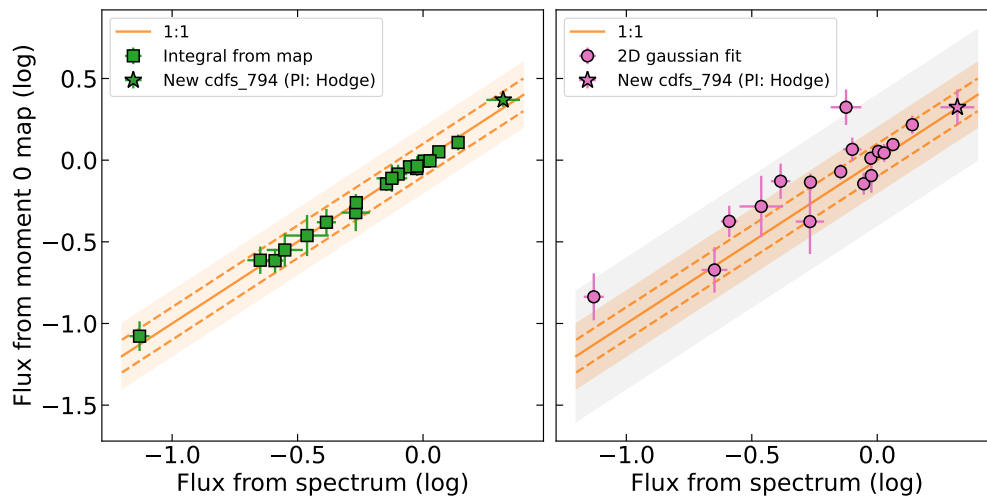 1:1
Integral from map
New cdfs_794 (PI: Hodge)
1:1
2D gaussian fit
New cdfs_794 (PI: Hodge)
Flux from moment 0 map (log)
0.5
0.0
−0.5
−1.0
−1.5
−1.0
−0.5
0.0
−1.0
−0.5
0.0
Flux from spectrum (log)
Flux from spectrum (log)